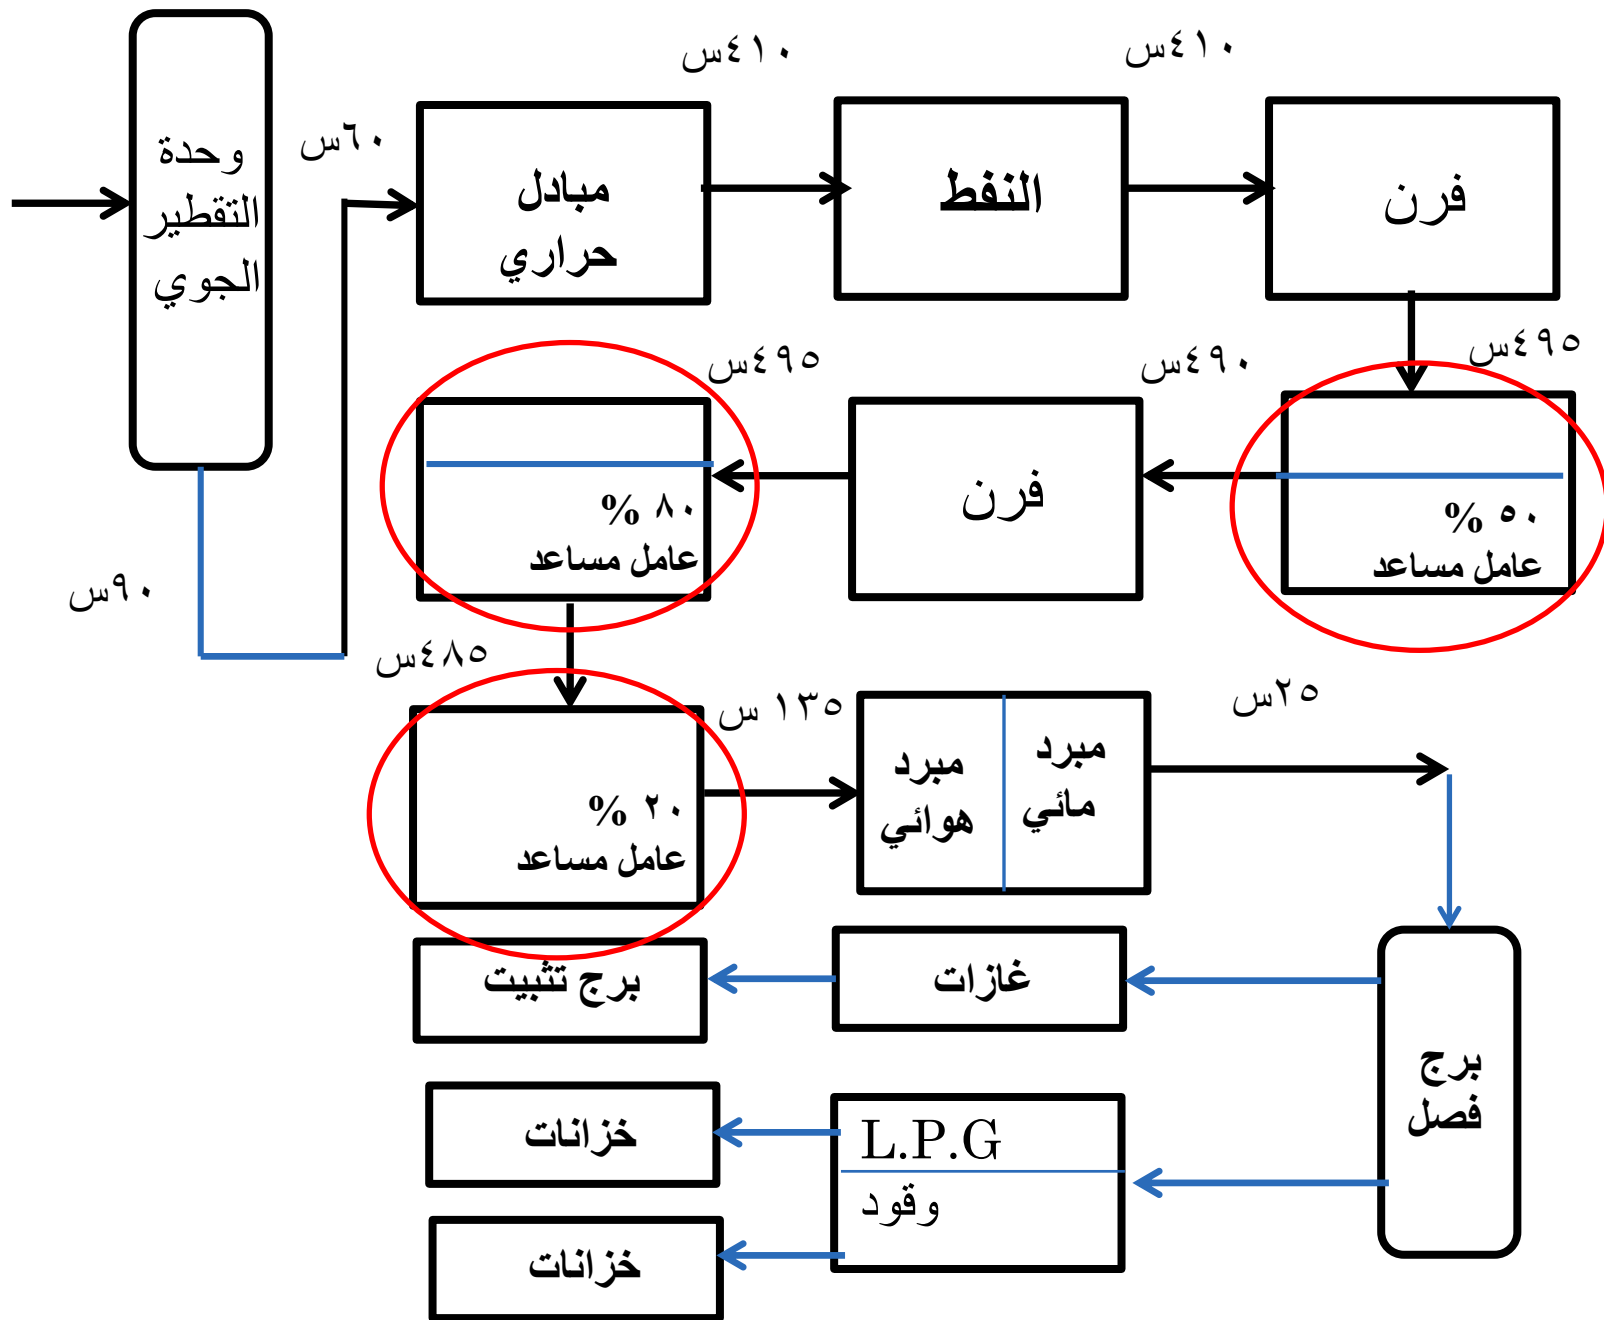 ٤١٠س
٤١٠س
٦٠س
وحدة
التقطير
الجوي
مبادل
حراري
النفط
فرن
٤٩٥س
٤٩٠س
٤٩٥س
٥٠ %
عامل مساعد
فرن
٨٠ %
عامل مساعد
٩٠س
٤٨٥س
١٣٥ س
٢٥س
٢٠ %
عامل مساعد
مبرد
هوائي
مبرد
مائي
برج
فصل
غازات
برج تثبيت
L.P.G
وقود
خزانات
خزانات